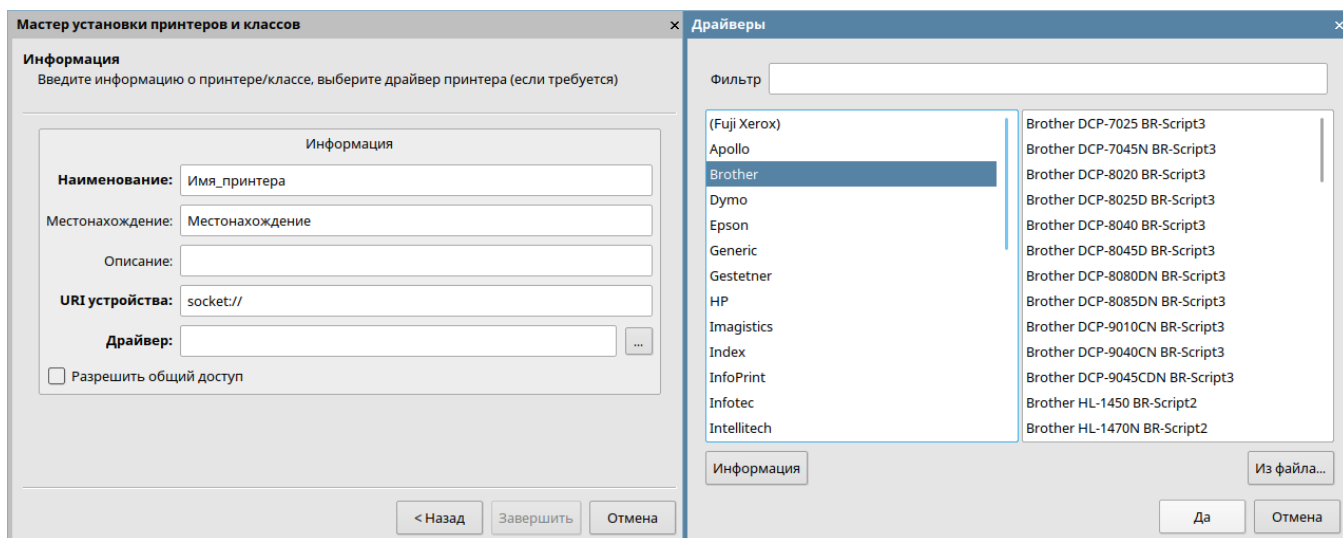 Мастер установки принтеров и классов
Информация
Введите информацию о принтере/классе, выберите драйвер принтера (если требуется)
Информация
Наименование: Имя_принтера
Местонахождение: Местонахождение
Описание:
URI устройства: socket://
Драйвер: ...
Разрешить общий доступ
< Назад Завершить Отмена
Драйверы
Фильтр
(Fuji Xerox)
Apollo
Brother
Dymo
Epson
Generic
Gestetner
HP
Imagistics
Index
InfoPrint
Infotec
Intellitech
Brother DCP-7025 BR-Script3
Brother DCP-7045N BR-Script3
Brother DCP-8020 BR-Script3
Brother DCP-8025D BR-Script3
Brother DCP-8040 BR-Script3
Brother DCP-8045D BR-Script3
Brother DCP-8080DN BR-Script3
Brother DCP-8085DN BR-Script3
Brother DCP-9010CN BR-Script3
Brother DCP-9040CN BR-Script3
Brother DCP-9045CDN BR-Script3
Brother HL-1450 BR-Script2
Brother HL-1470N BR-Script2
Информация Из файла...
Да Отмена